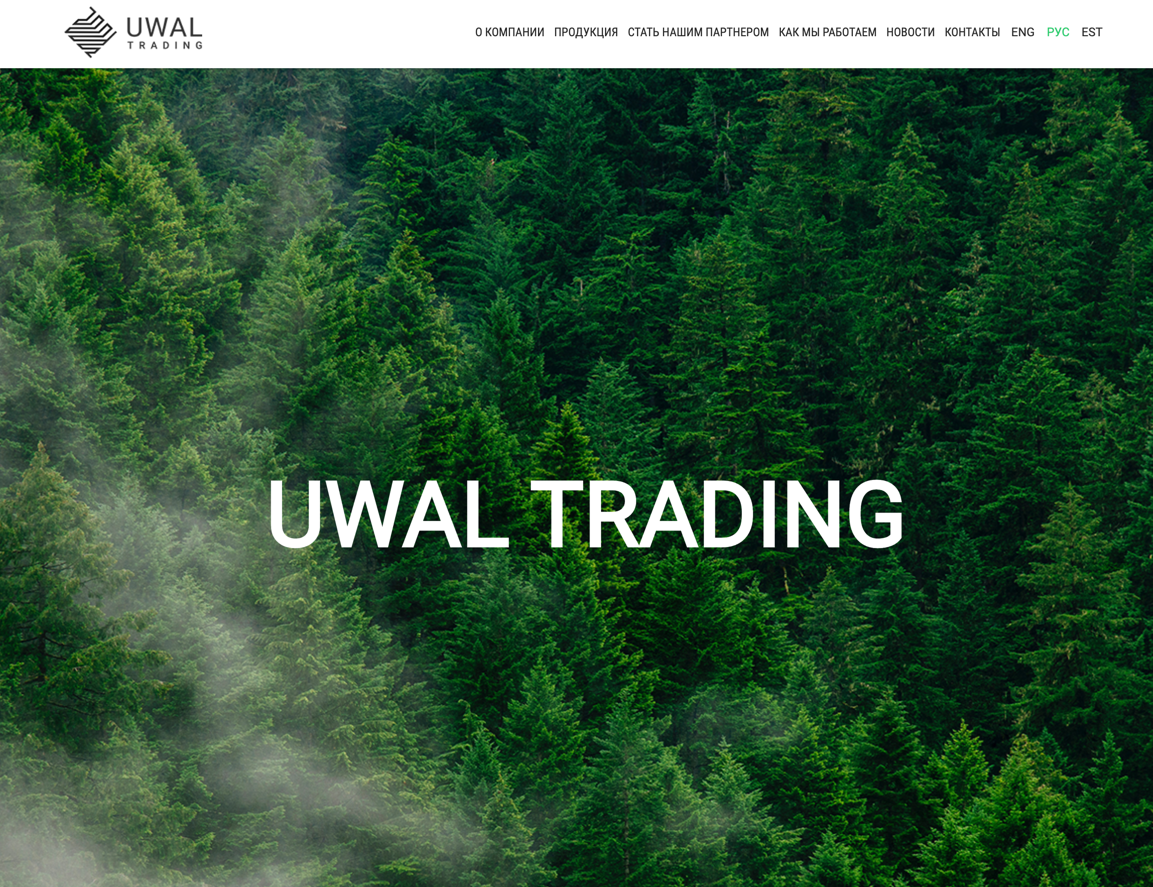 UWAL
TRADING
О КОМПАНИИ ПРОДУКЦИЯ СТАТЬ НАШИМ ПАРТНЕРОМ КАК МЫ РАБОТАЕМ НОВОСТИ КОНТАКТЫ ENG РУС EST
UWAL TRADING